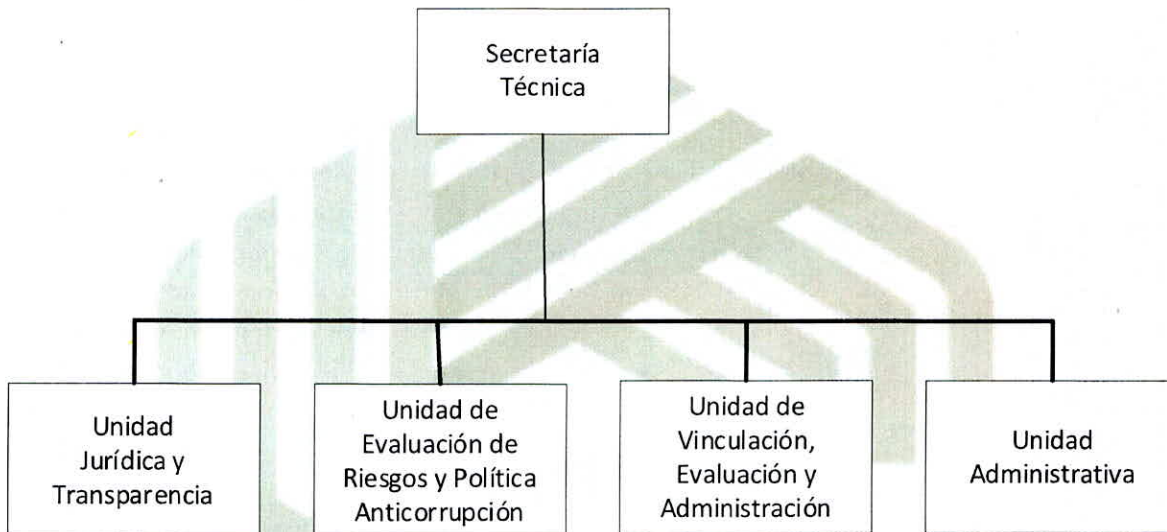 Secretaría
Técnica
Unidad
Jurídica y
Transparencia
Unidad de
Evaluación de
Riesgos y Política
Anticorrupción
Unidad de
Vinculación,
Evaluación y
Administración
Unidad
Administrativa